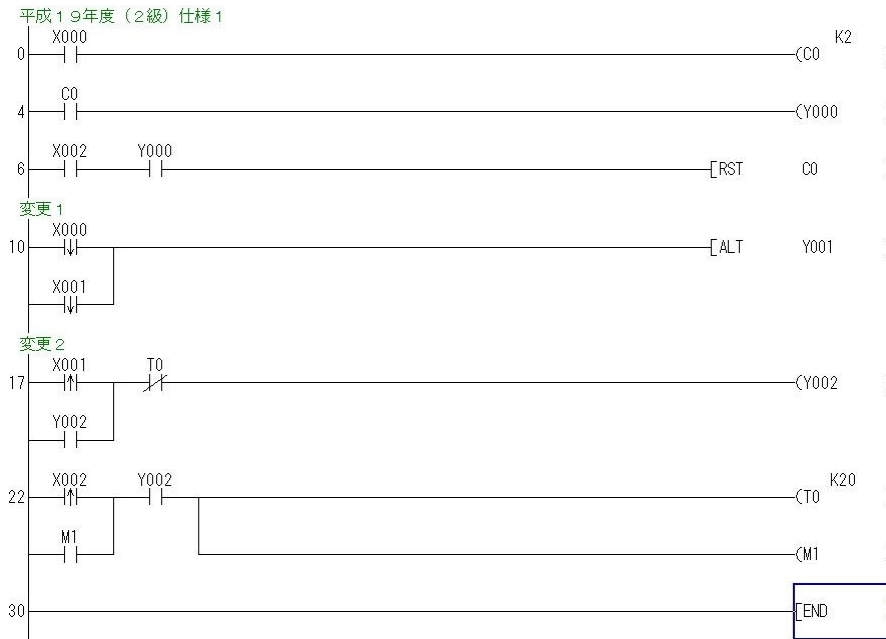 平成１９年度（２級）仕様１
X000 K2
0 (C0
C0
4 (Y000
X002 Y000
6 [RST C0
変更１
X000
10 [ALT Y001
X001
変更２
X001 T0
17 (Y002
Y002
X002 Y002 K20
22 (T0
M1
(M1
30 [END